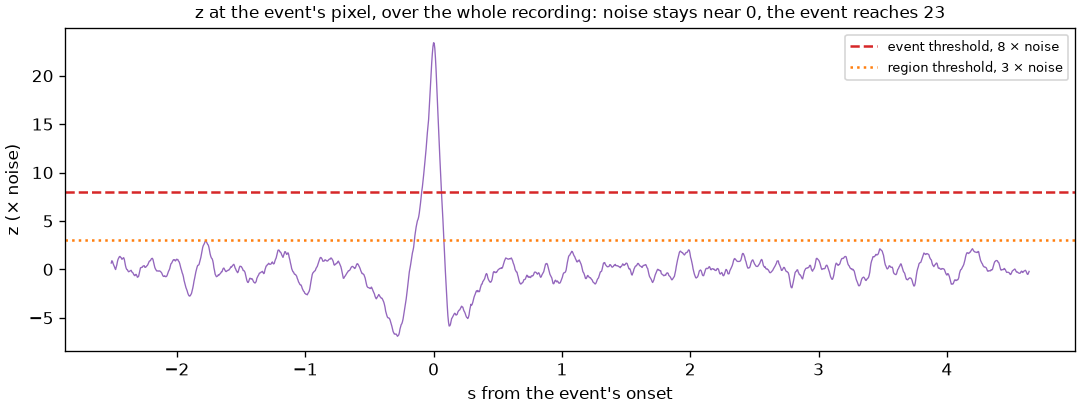 z at the event's pixel, over the whole recording: noise stays near 0, the event reaches 23
event threshold, 8 × noise
region threshold, 3 × noise
z (× noise)
20
15
10
5
0
−5
−2
−1
0
1
2
3
4
s from the event's onset